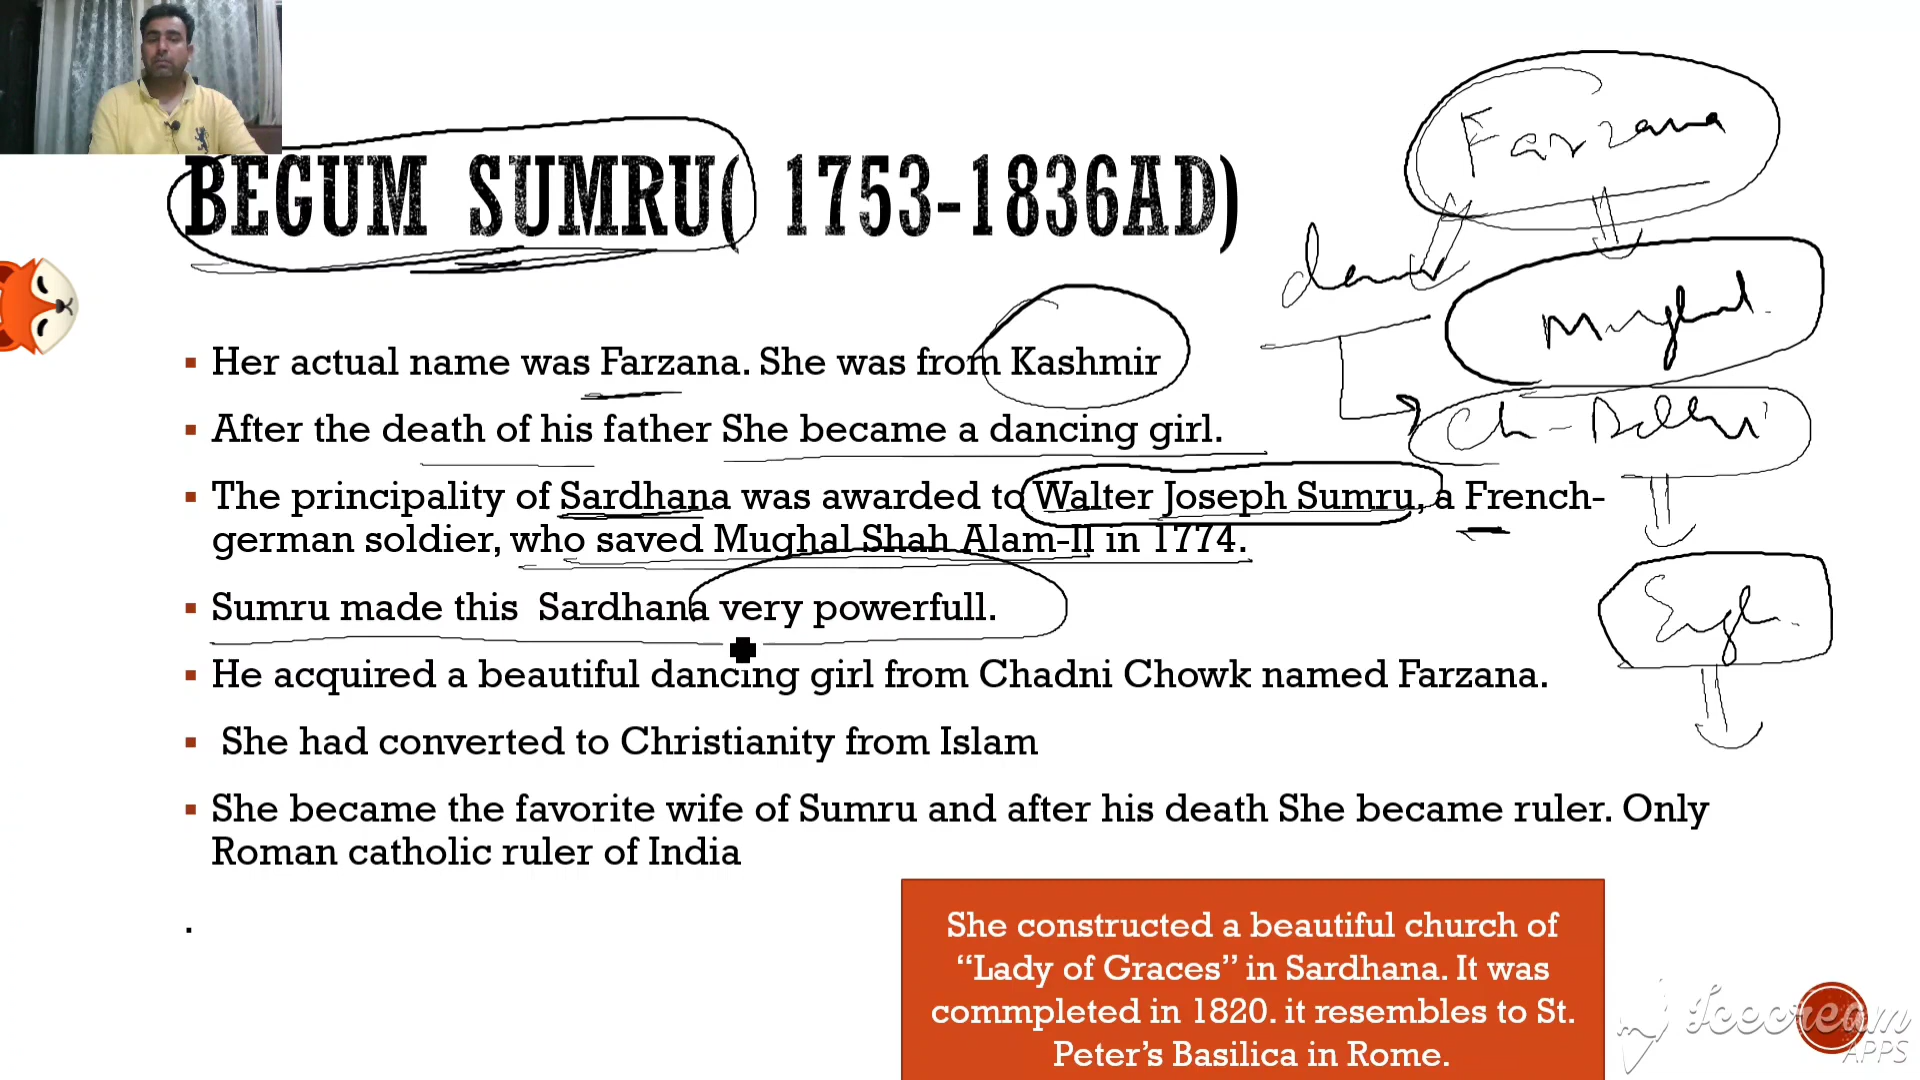 BEGUM SUMRU( 1753-1836AD)
Farzana
Mughal
Ch-Delhi
▪ Her actual name was Farzana. She was from Kashmir
▪ After the death of his father She became a dancing girl.
▪ The principality of Sardhana was awarded to Walter Joseph Sumru, a French-
german soldier, who saved Mughal Shah Alam-II in 1774.
▪ Sumru made this Sardhana very powerfull.
▪ He acquired a beautiful dancing girl from Chadni Chowk named Farzana.
▪ She had converted to Christianity from Islam
▪ She became the favorite wife of Sumru and after his death She became ruler. Only
Roman catholic ruler of India
.
She constructed a beautiful church of
“Lady of Graces” in Sardhana. It was
commpleted in 1820. it resembles to St.
Peter’s Basilica in Rome.
Icecream
APPS